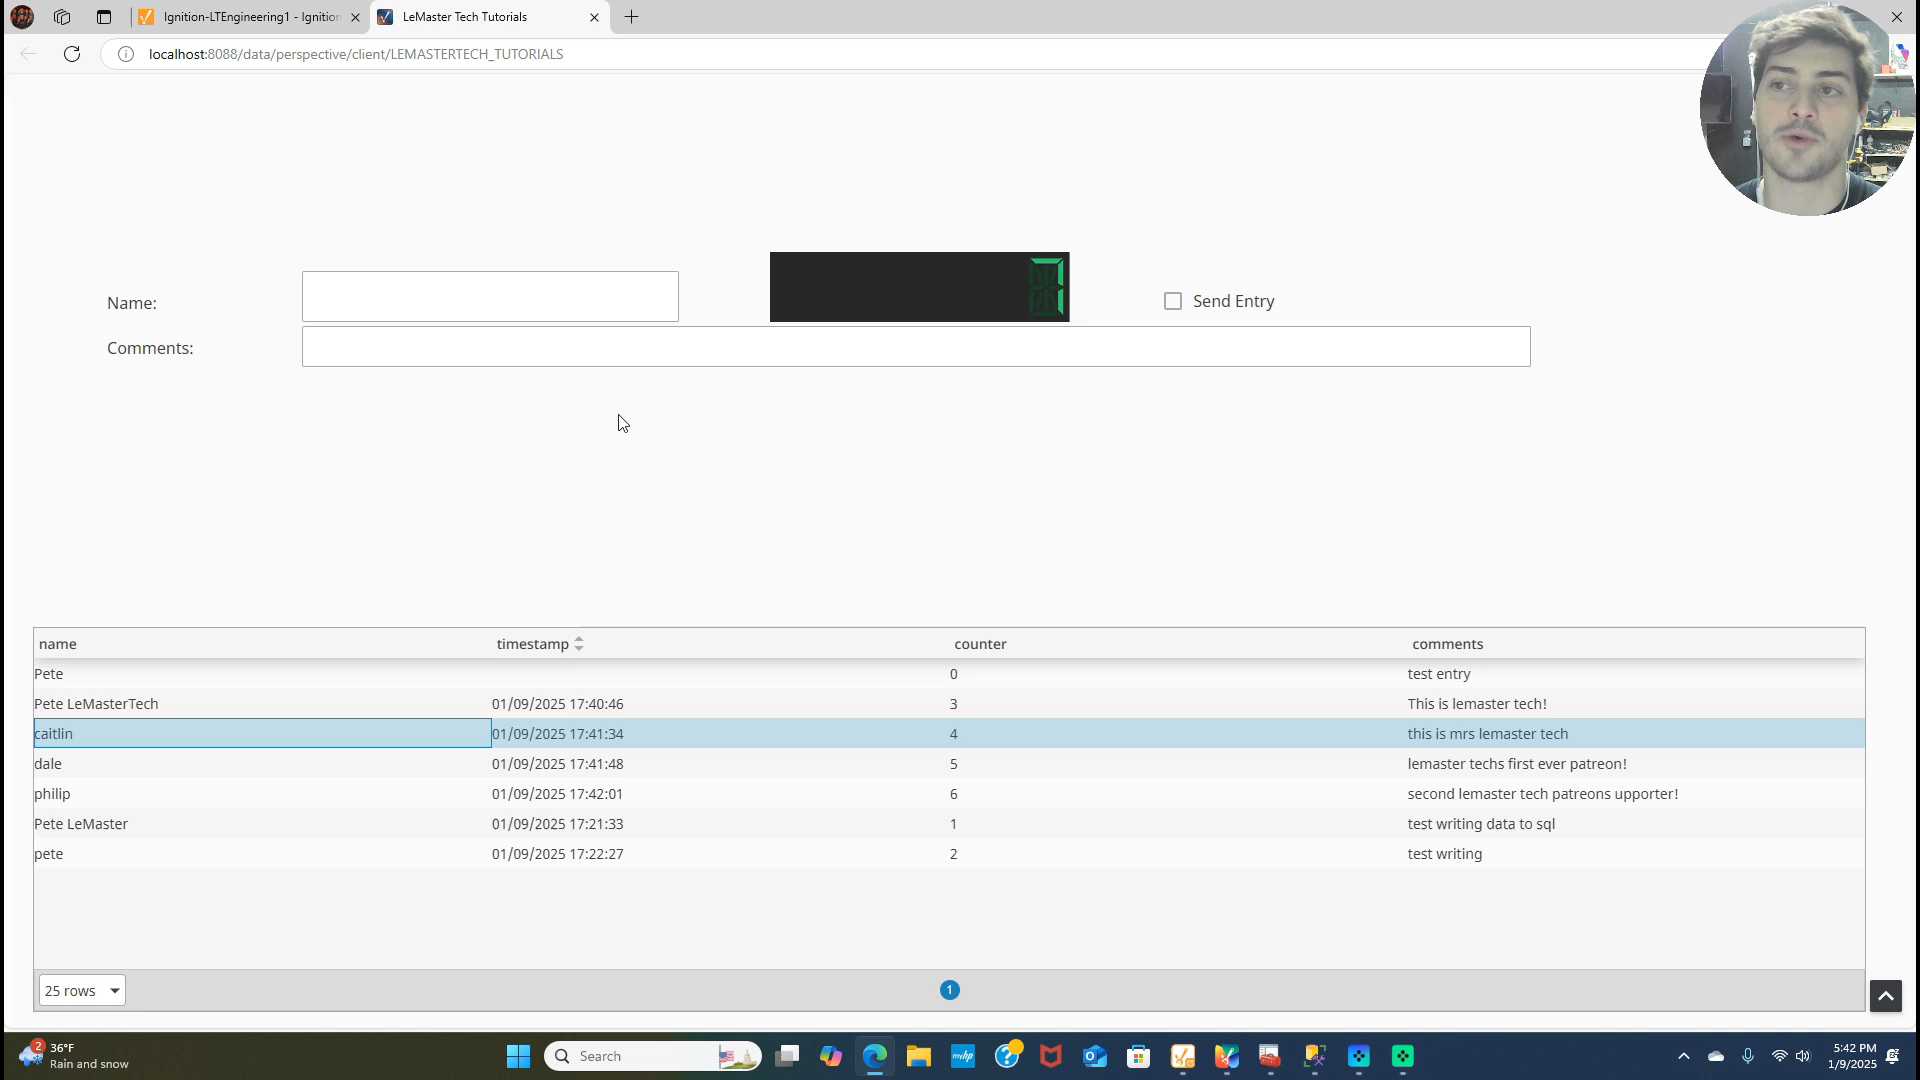 Ignition-LTEngineering1 - Ignition
LeMaster Tech Tutorials
localhost:8088/data/perspective/client/LEMASTERTECH_TUTORIALS
Name:
7
Send Entry
Comments:
name timestamp counter comments
Pete 0 test entry
Pete LeMasterTech 01/09/2025 17:40:46 3 This is lemaster tech!
caitlin 01/09/2025 17:41:34 4 this is mrs lemaster tech
dale 01/09/2025 17:41:48 5 lemaster techs first ever patreon!
philip 01/09/2025 17:42:01 6 second lemaster tech patreons upporter!
Pete LeMaster 01/09/2025 17:21:33 1 test writing data to sql
pete 01/09/2025 17:22:27 2 test writing
25 rows 1
2
36°F
Rain and snow
Search
myhp
5:42 PM
1/9/2025